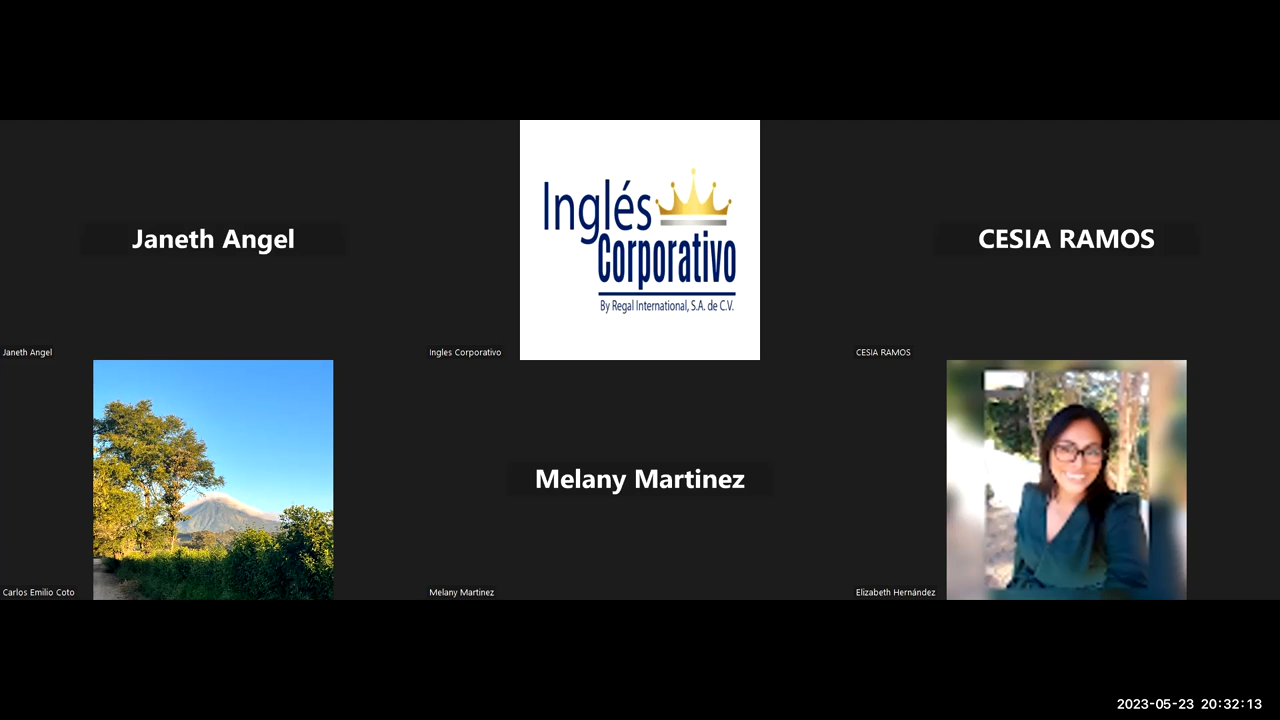 Janeth Angel
Inglés
Corporativo
By Regal International, S.A. de C.V.
CESIA RAMOS
Janeth Angel
Ingles Corporativo
CESIA RAMOS
Melany Martinez
Carlos Emilio Coto
Melany Martinez
Elizabeth Hernández
2023-05-23 20:32:13